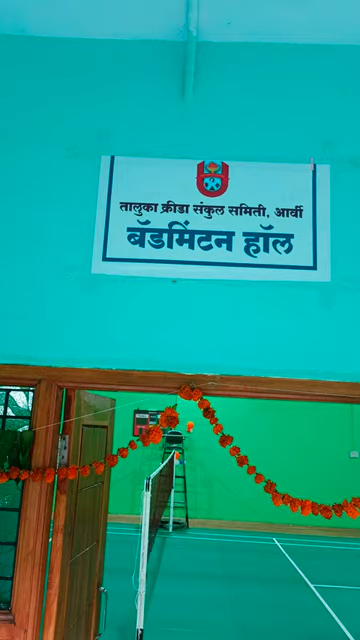 तालुका क्रीडा संकुल समिती, आर्वी
बॅडमिंटन हॉल